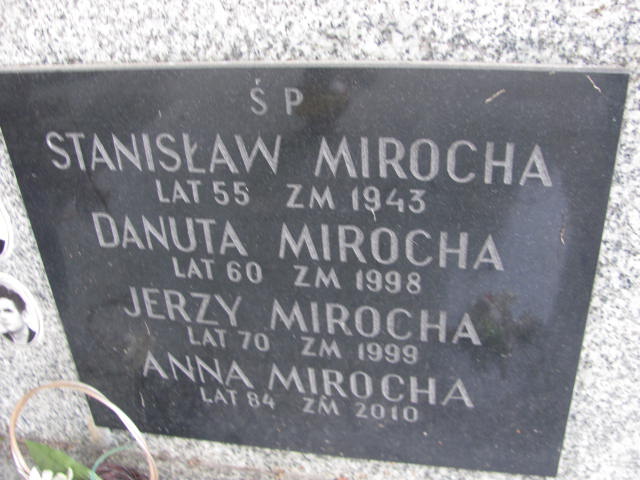 ŚP
STANISŁAW MIROCHA
LAT 55 ZM 1943
DANUTA MIROCHA
LAT 60 ZM 1998
JERZY MIROCHA
LAT 70 ZM 1999
ANNA MIROCHA
LAT 84 ZM 2010